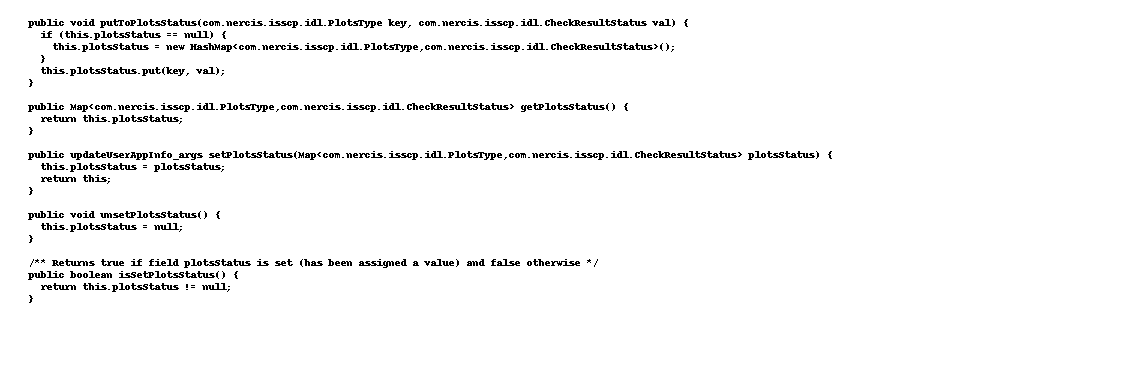 public void putToPlotsStatus(com.nercis.isscp.idl.PlotsType key, com.nercis.isscp.idl.CheckResultStatus val) {
if (this.plotsStatus == null) {
this.plotsStatus = new HashMap<com.nercis.isscp.idl.PlotsType,com.nercis.isscp.idl.CheckResultStatus>();
}
this.plotsStatus.put(key, val);
}
public Map<com.nercis.isscp.idl.PlotsType,com.nercis.isscp.idl.CheckResultStatus> getPlotsStatus() {
return this.plotsStatus;
}
public updateUserAppInfo_args setPlotsStatus(Map<com.nercis.isscp.idl.PlotsType,com.nercis.isscp.idl.CheckResultStatus> plotsStatus) {
this.plotsStatus = plotsStatus;
return this;
}
public void unsetPlotsStatus() {
this.plotsStatus = null;
}
/** Returns true if field plotsStatus is set (has been assigned a value) and false otherwise */
public boolean isSetPlotsStatus() {
return this.plotsStatus != null;
}